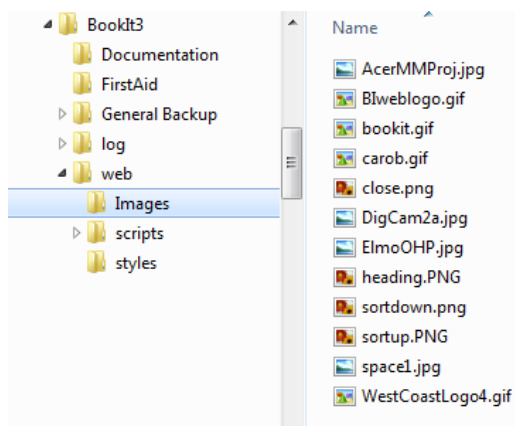 BookIt3
Documentation
FirstAid
General Backup
log
web
Images
scripts
styles
Name
AcerMMProj.jpg
BIweblogo.gif
bookit.gif
carob.gif
close.png
DigCam2a.jpg
ElmoOHP.jpg
heading.PNG
sortdown.png
sortup.PNG
space1.jpg
WestCoastLogo4.gif